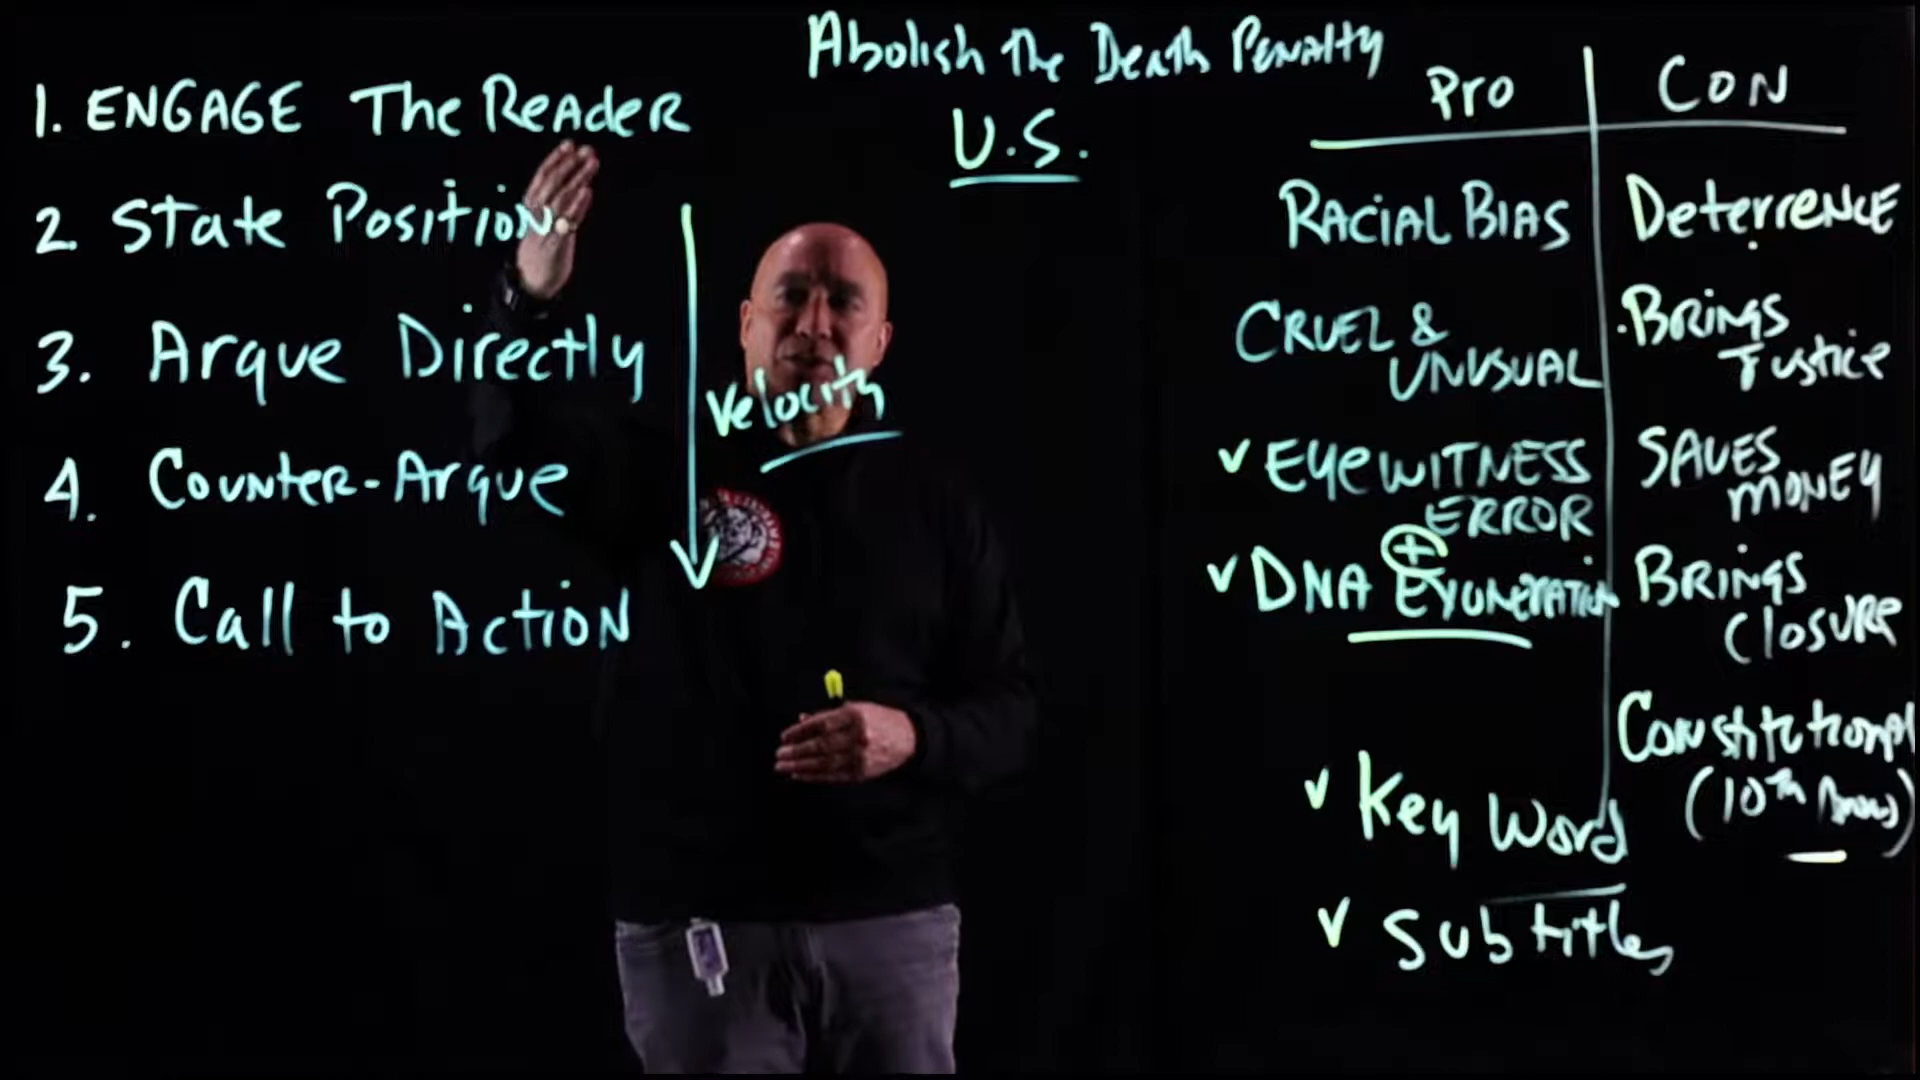 Abolish The Death Penalty
U.S.
1. ENGAGE The Reader
2. State Position
3. Argue Directly
4. Counter-Argue
5. Call to Action
Velocity
Pro
CON
RACIAL BIAS
Deterrence
CRUEL &
UNUSUAL
Brings
Justice
✓ EyewITNESS
ERROR
SAVES
MONEY
✓ DNA EXoneration
+
BRINGS
Closure
Constitutional
(10th
✓ Key Word
✓ Subtitles